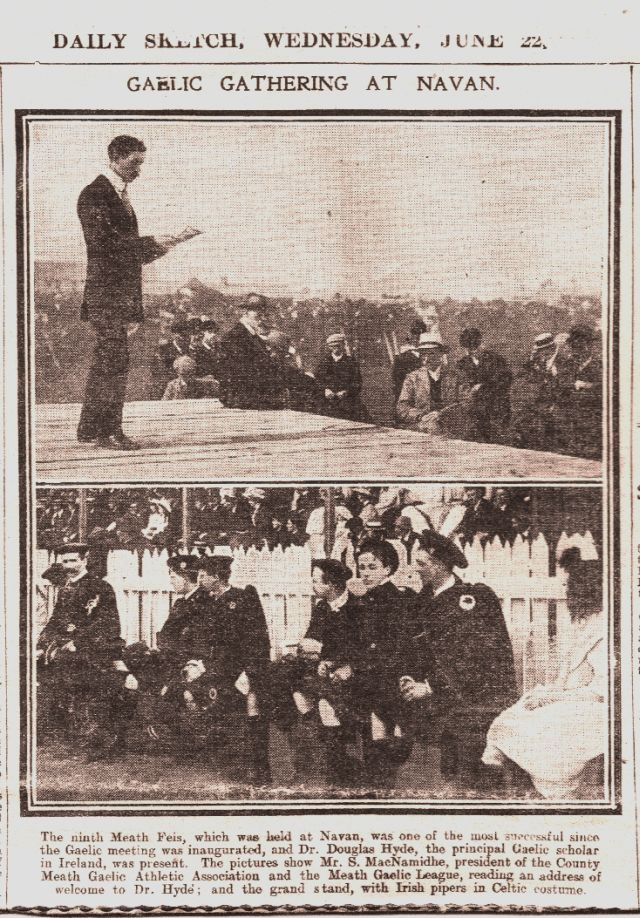 DAILY SKETCH, WEDNESDAY, JUNE 22,
GAELIC GATHERING AT NAVAN.
The ninth Meath Feis, which was held at Navan, was one of the most successful since
the Gaelic meeting was inaugurated, and Dr. Douglas Hyde, the principal Gaelic scholar
in Ireland, was present. The pictures show Mr. S. MacNamidhe, president of the County
Meath Gaelic Athletic Association and the Meath Gaelic League, reading an address of
welcome to Dr. Hyde; and the grand stand, with Irish pipers in Celtic costume.